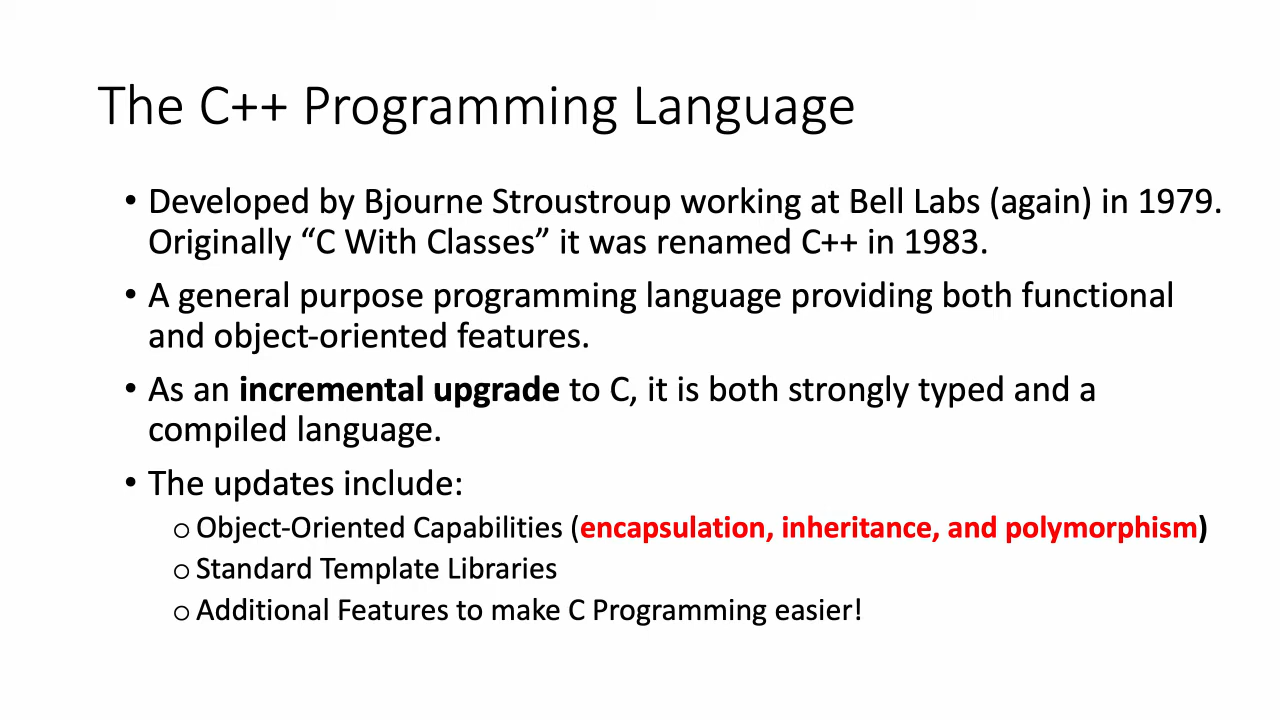 The C++ Programming Language
• Developed by Bjourne Stroustroup working at Bell Labs (again) in 1979.
Originally “C With Classes” it was renamed C++ in 1983.
• A general purpose programming language providing both functional
and object-oriented features.
• As an incremental upgrade to C, it is both strongly typed and a
compiled language.
• The updates include:
o Object-Oriented Capabilities (encapsulation, inheritance, and polymorphism)
o Standard Template Libraries
o Additional Features to make C Programming easier!